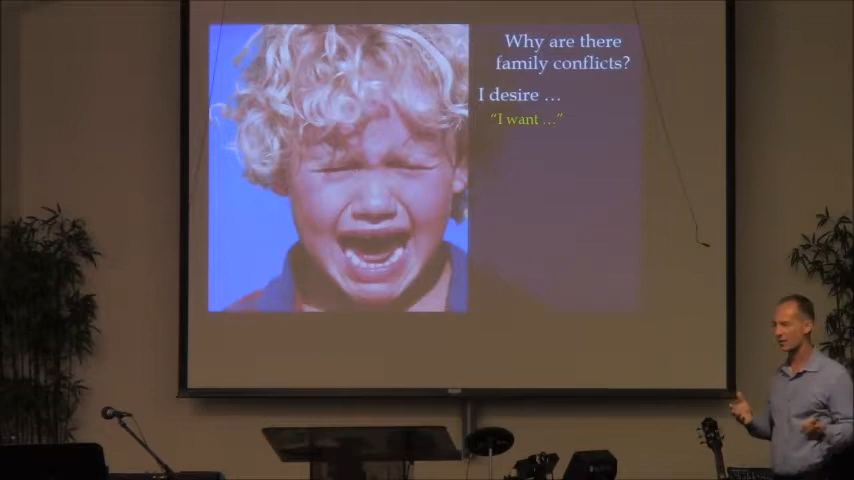 Why are there
family conflicts?
I desire ...
"I want ..."